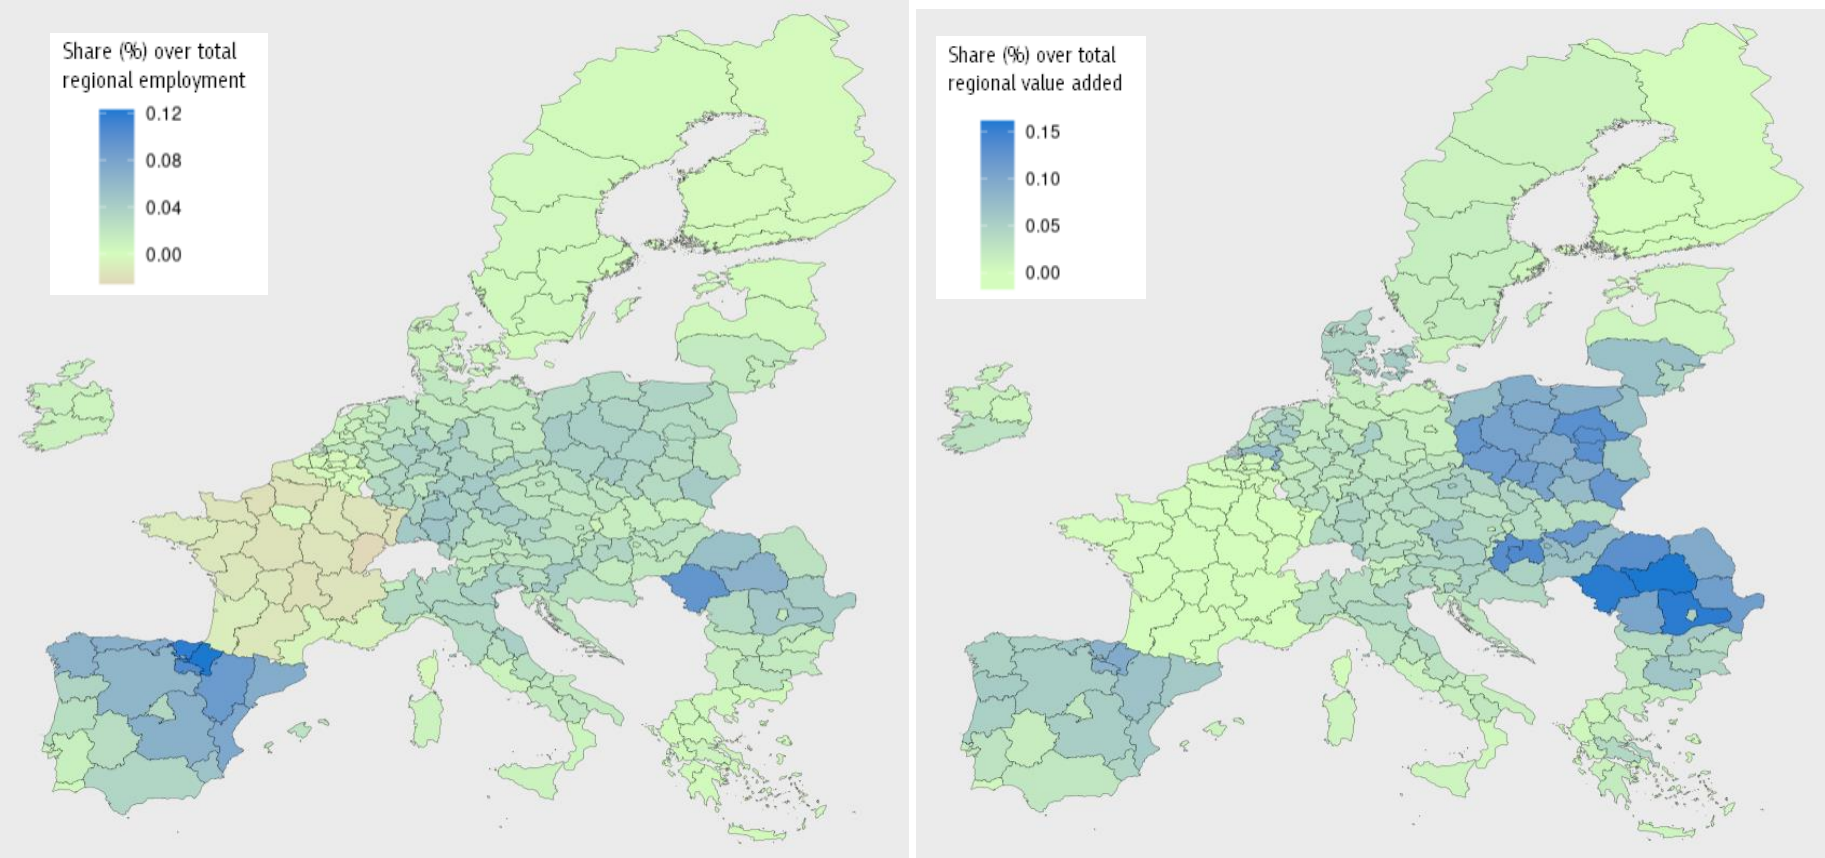 Share (%) over total
regional employment
0.12
0.08
0.04
0.00
Share (%) over total
regional value added
0.15
0.10
0.05
0.00